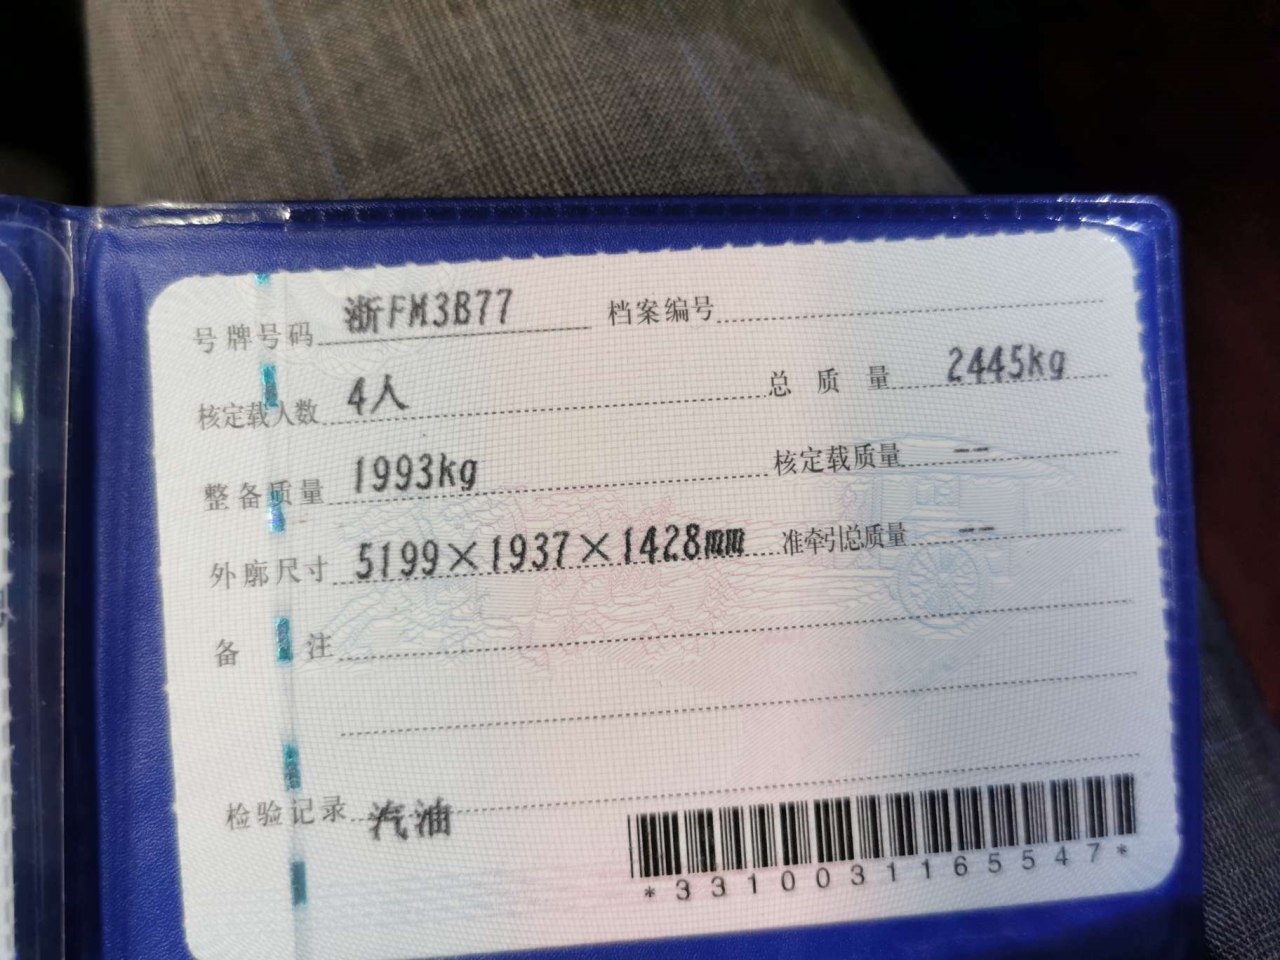 号牌号码 浙FM3B77 档案编号
核定载人数 4人 总质量 2445kg
整备质量 1993kg 核定载质量 --
外廓尺寸 5199×1937×1428mm 准牵引总质量 --
备注
检验记录 汽油
*3310031165547*